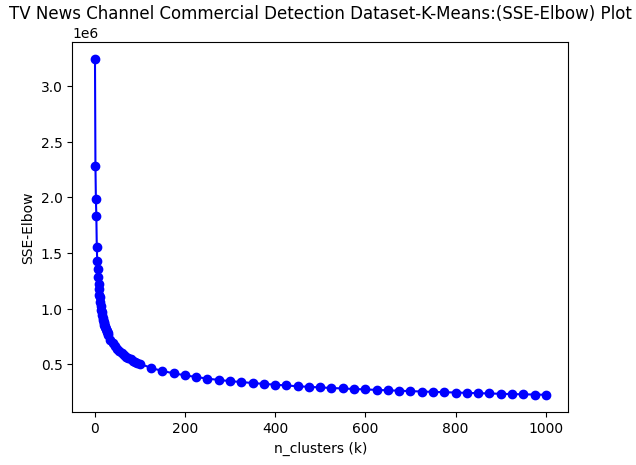 TV News Channel Commercial Detection Dataset-K-Means:(SSE-Elbow) Plot
1e6
3.0
2.5
2.0
1.5
1.0
0.5
SSE-Elbow
0 200 400 600 800 1000
n_clusters (k)